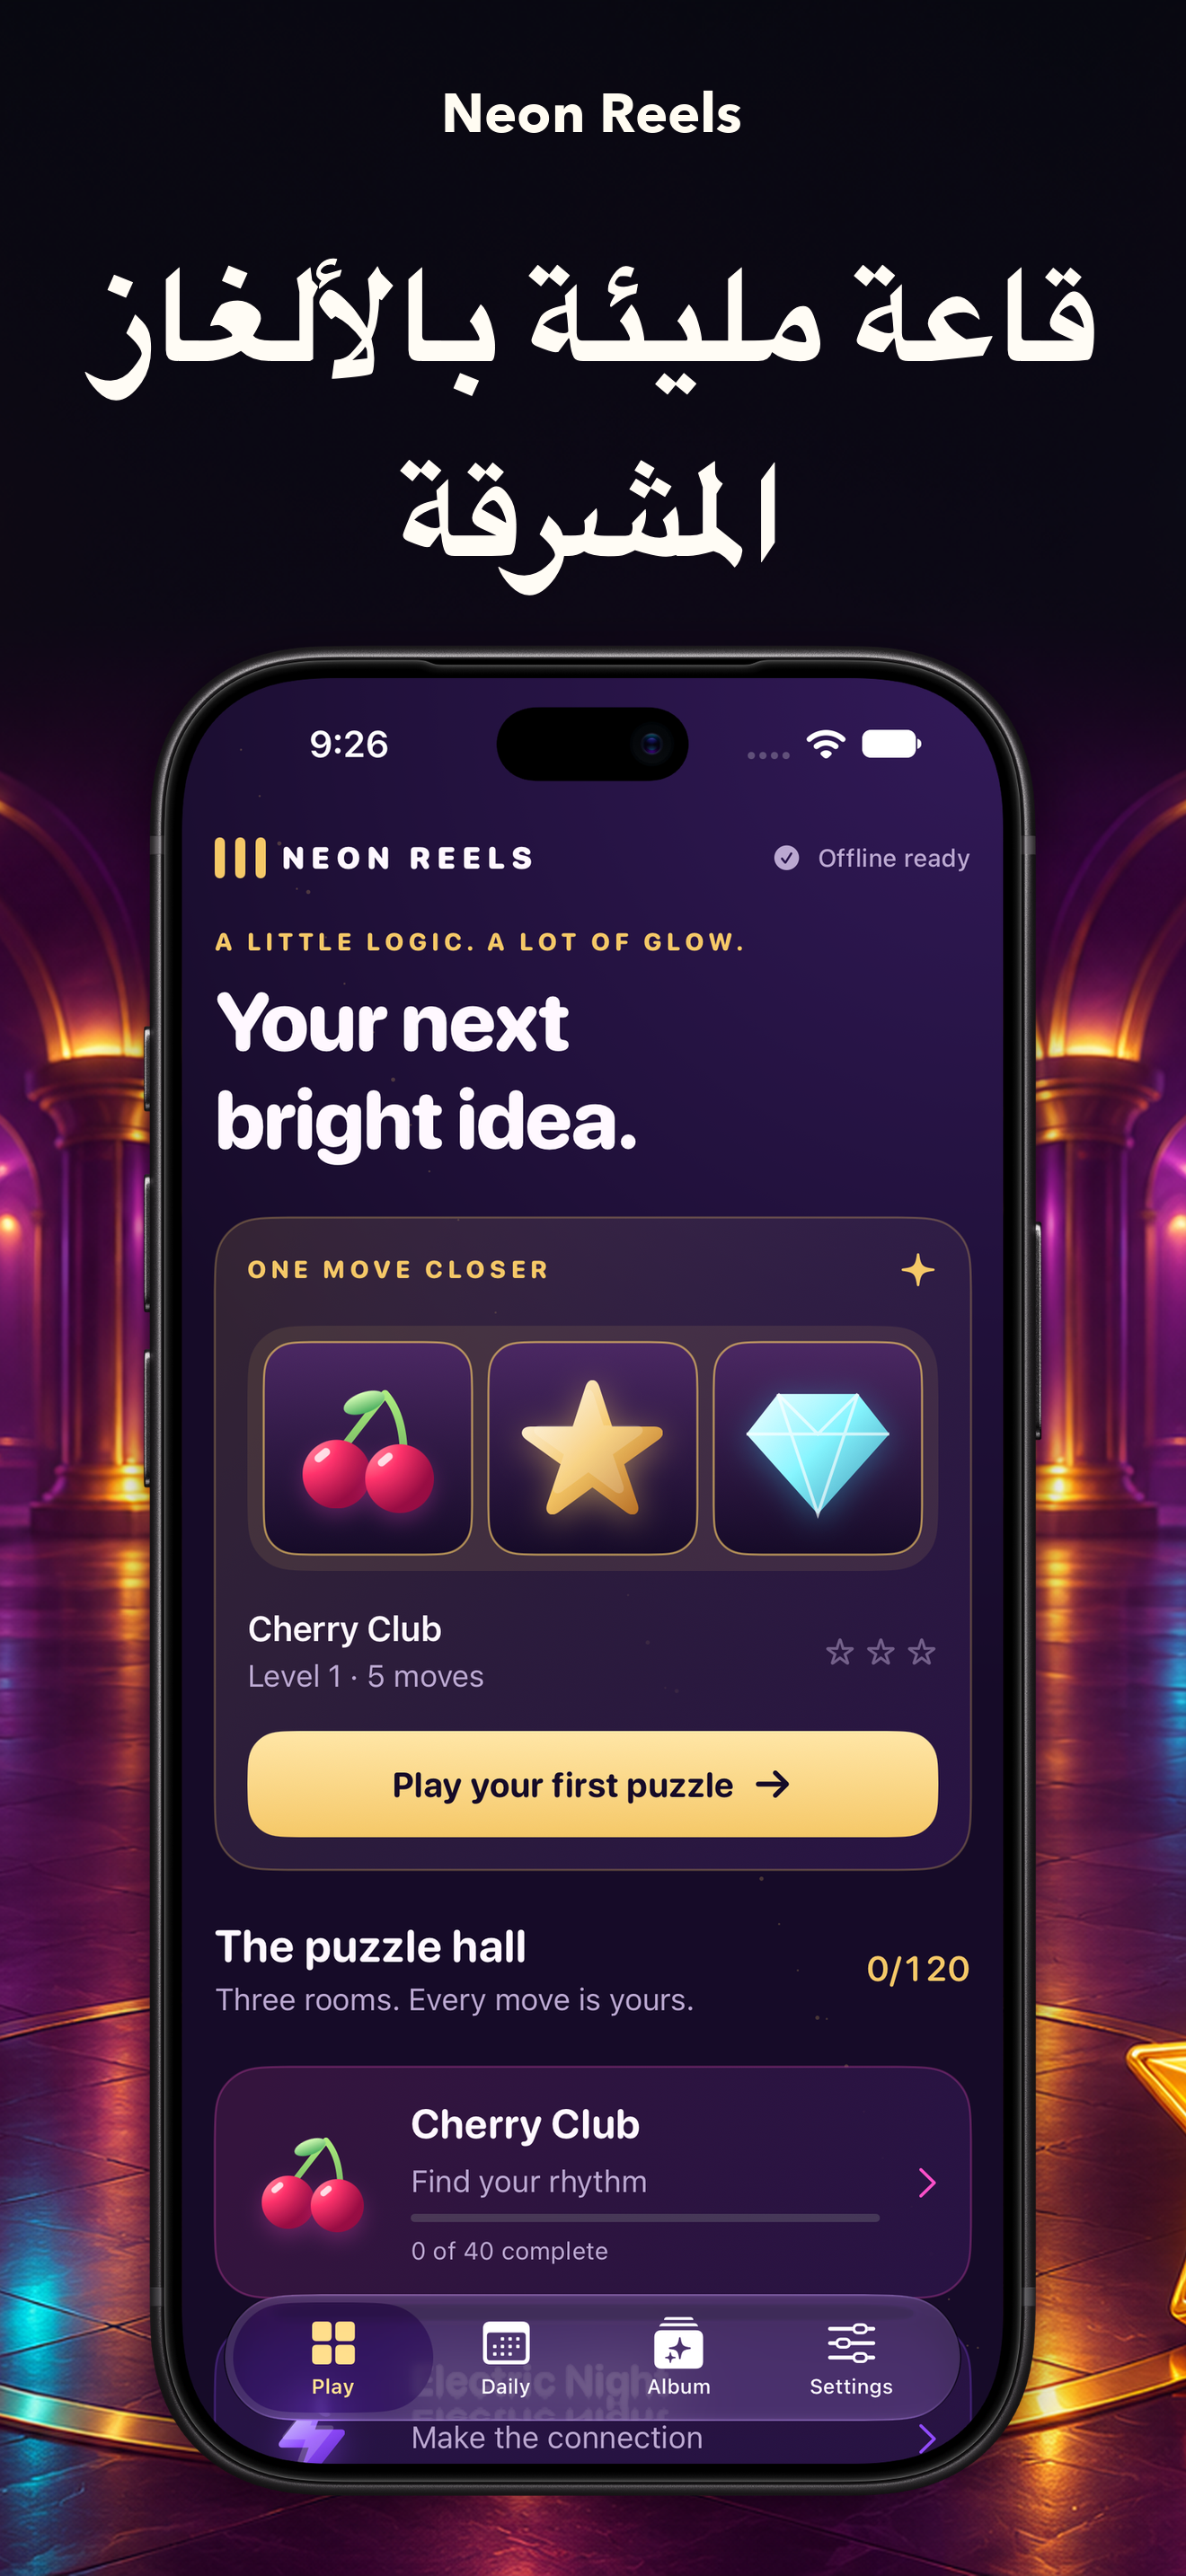 Neon Reels
قاعة مليئة بالألغاز
المشرقة
9:26
NEON REELS
Offline ready
A LITTLE LOGIC. A LOT OF GLOW.
Your next
bright idea.
ONE MOVE CLOSER
Cherry Club
Level 1 · 5 moves
Play your first puzzle →
The puzzle hall
0/120
Three rooms. Every move is yours.
Cherry Club
Find your rhythm
0 of 40 complete
Electric Night
Play
Daily
Album
Settings
Make the connection